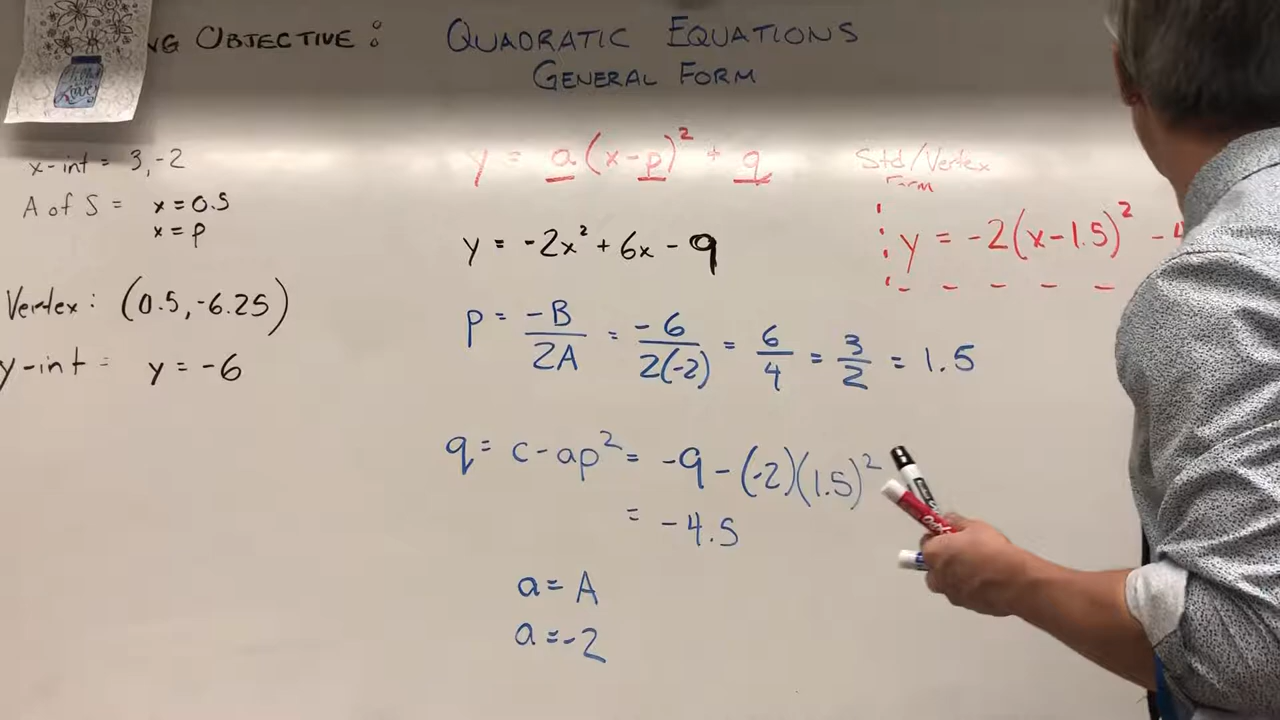 NG OBJECTIVE: QUADRATIC EQUATIONS
GENERAL FORM
x-int = 3, -2
A of S = x = 0.5
x = p
Vertex: (0.5, -6.25)
y-int = y = -6
y = a(x-p)² + q
Std/Vertex
Form
y = -2(x-1.5)² - 4
y = -2x² + 6x - 9
p = -B/2A = -6/2(-2) = 6/4 = 3/2 = 1.5
q = c - ap² = -9 - (-2)(1.5)²
= -4.5
a = A
a = -2